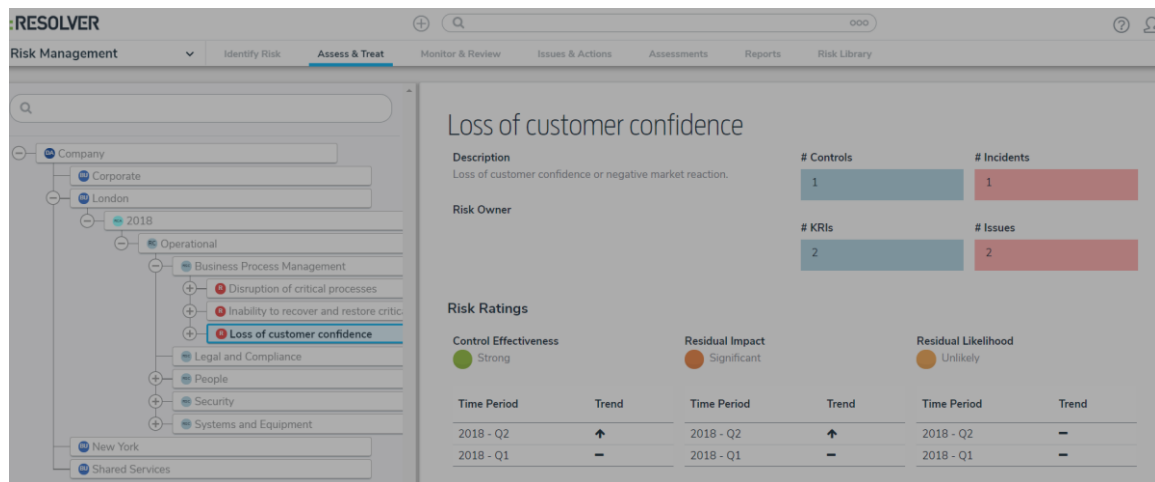 :RESOLVER
ooo
Risk Management
Identify Risk
Assess & Treat
Monitor & Review
Issues & Actions
Assessments
Reports
Risk Library
Company
Corporate
London
2018
Operational
Business Process Management
R Disruption of critical processes
R Inability to recover and restore critic
R Loss of customer confidence
Legal and Compliance
People
Security
Systems and Equipment
New York
Shared Services
Loss of customer confidence
Description
Loss of customer confidence or negative market reaction.
Risk Owner
# Controls
1
# Incidents
1
# KRIs
2
# Issues
2
Risk Ratings
Control Effectiveness
Strong
Residual Impact
Significant
Residual Likelihood
Unlikely
Time Period Trend Time Period Trend Time Period Trend
2018 - Q2 2018 - Q2 2018 - Q2
2018 - Q1 2018 - Q1 2018 - Q1